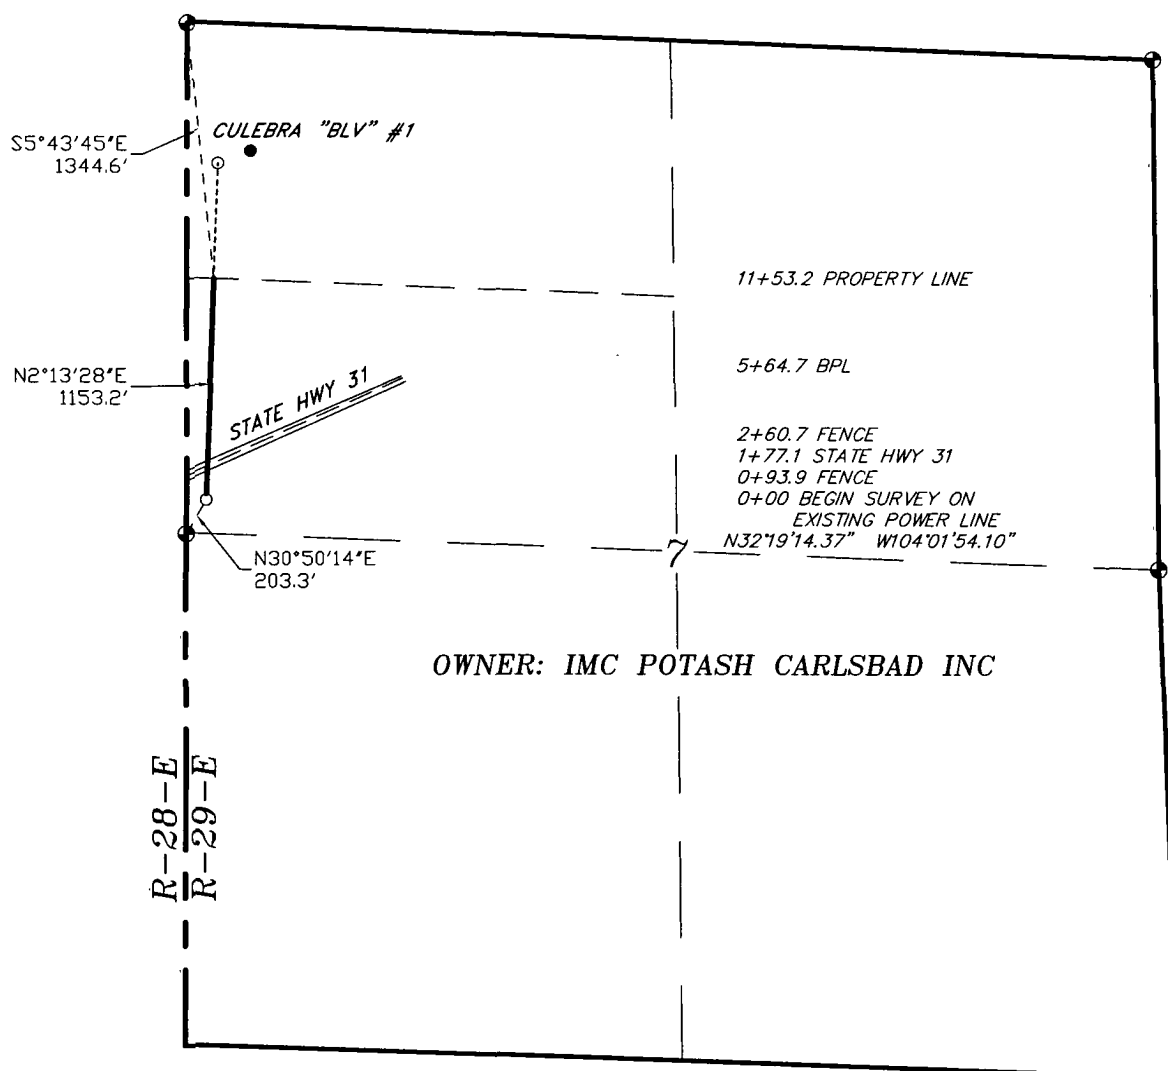 CULEBRA "BLV" #1
S5°43'45"E
1344.6'
11+53.2 PROPERTY LINE
N2°13'28"E
1153.2'
5+64.7 BPL
STATE HWY 31
2+60.7 FENCE
1+77.1 STATE HWY 31
0+93.9 FENCE
0+00 BEGIN SURVEY ON
EXISTING POWER LINE
N32°19'14.37" W104°01'54.10"
7
N30°50'14"E
203.3'
OWNER: IMC POTASH CARLSBAD INC
R-28-E
R-29-E